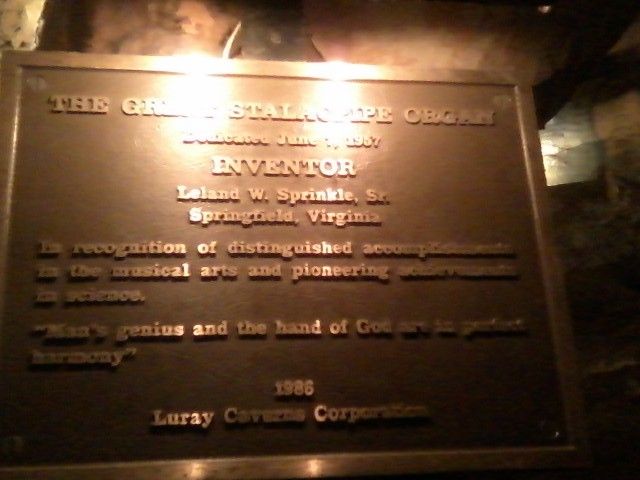 THE GREAT STALACPIPE ORGAN
Dedicated June 7, 1957
INVENTOR
Leland W. Sprinkle, Sr.
Springfield, Virginia
In recognition of distinguished accomplishments
in the musical arts and pioneering achievements
in science.
"Man's genius and the hand of God are in perfect
harmony"
1986
Luray Caverns Corporation